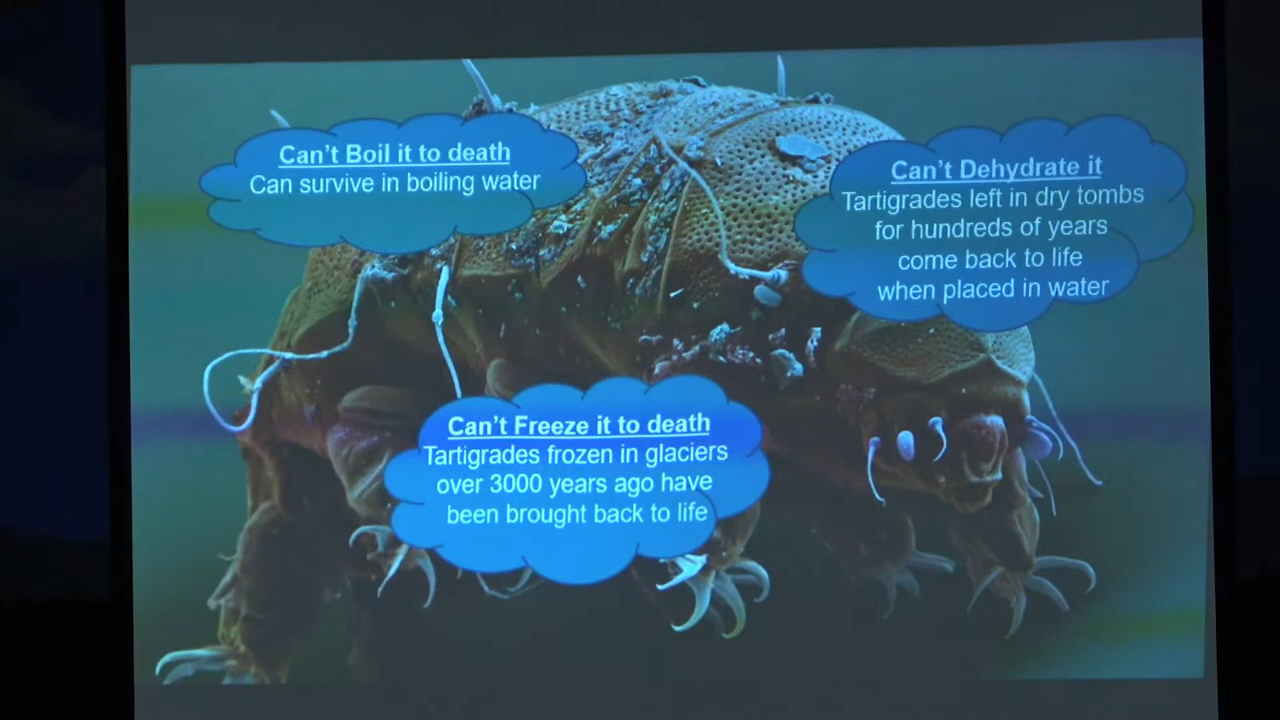 Can't Boil it to death
Can survive in boiling water
Can't Dehydrate it
Tartigrades left in dry tombs
for hundreds of years
come back to life
when placed in water
Can't Freeze it to death
Tartigrades frozen in glaciers
over 3000 years ago have
been brought back to life